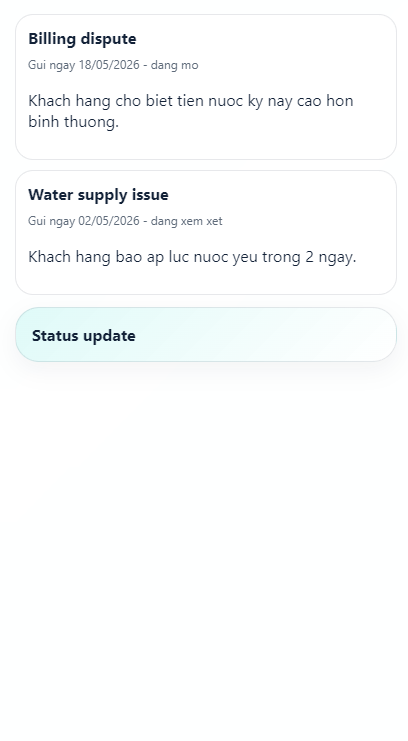 Billing dispute
Gui ngay 18/05/2026 - dang mo
Khach hang cho biet tien nuoc ky nay cao hon
binh thuong.
Water supply issue
Gui ngay 02/05/2026 - dang xem xet
Khach hang bao ap luc nuoc yeu trong 2 ngay.
Status update